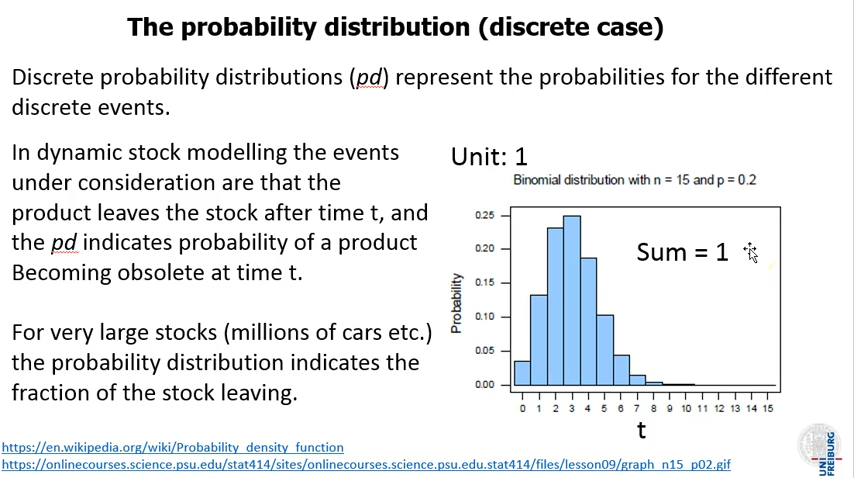 The probability distribution (discrete case)
Discrete probability distributions (pd) represent the probabilities for the different
discrete events.
In dynamic stock modelling the events
under consideration are that the
product leaves the stock after time t, and
the pd indicates probability of a product
Becoming obsolete at time t.
For very large stocks (millions of cars etc.)
the probability distribution indicates the
fraction of the stock leaving.
Unit: 1
Binomial distribution with n = 15 and p = 0.2
0.25
0.20
0.15
0.10
0.05
0.00
Probability
Sum = 1
0 1 2 3 4 5 6 7 8 9 10 11 12 13 14 15
t
https://en.wikipedia.org/wiki/Probability_density_function
https://onlinecourses.science.psu.edu/stat414/sites/onlinecourses.science.psu.edu.stat414/files/lesson09/graph_n15_p02.gif
UNI
FREIBURG